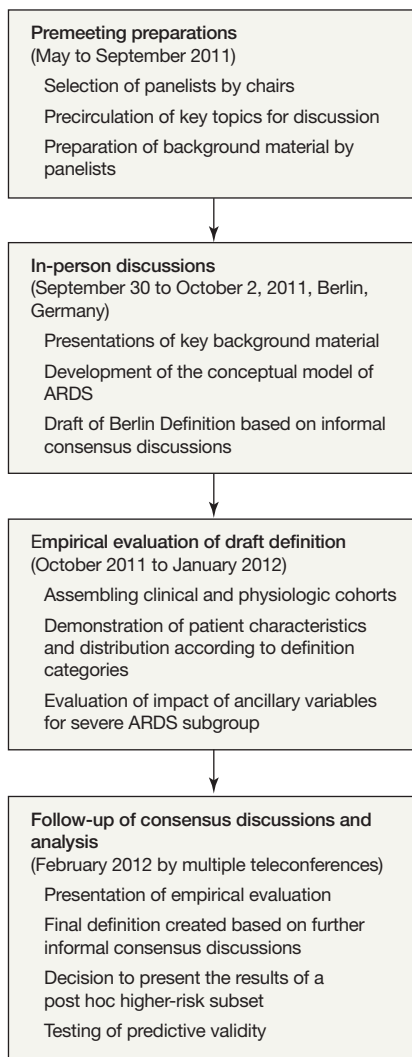 Premeeting preparations
(May to September 2011)
Selection of panelists by chairs
Precirculation of key topics for discussion
Preparation of background material by
panelists
In-person discussions
(September 30 to October 2, 2011, Berlin,
Germany)
Presentations of key background material
Development of the conceptual model of
ARDS
Draft of Berlin Definition based on informal
consensus discussions
Empirical evaluation of draft definition
(October 2011 to January 2012)
Assembling clinical and physiologic cohorts
Demonstration of patient characteristics
and distribution according to definition
categories
Evaluation of impact of ancillary variables
for severe ARDS subgroup
Follow-up of consensus discussions and
analysis
(February 2012 by multiple teleconferences)
Presentation of empirical evaluation
Final definition created based on further
informal consensus discussions
Decision to present the results of a
post hoc higher-risk subset
Testing of predictive validity